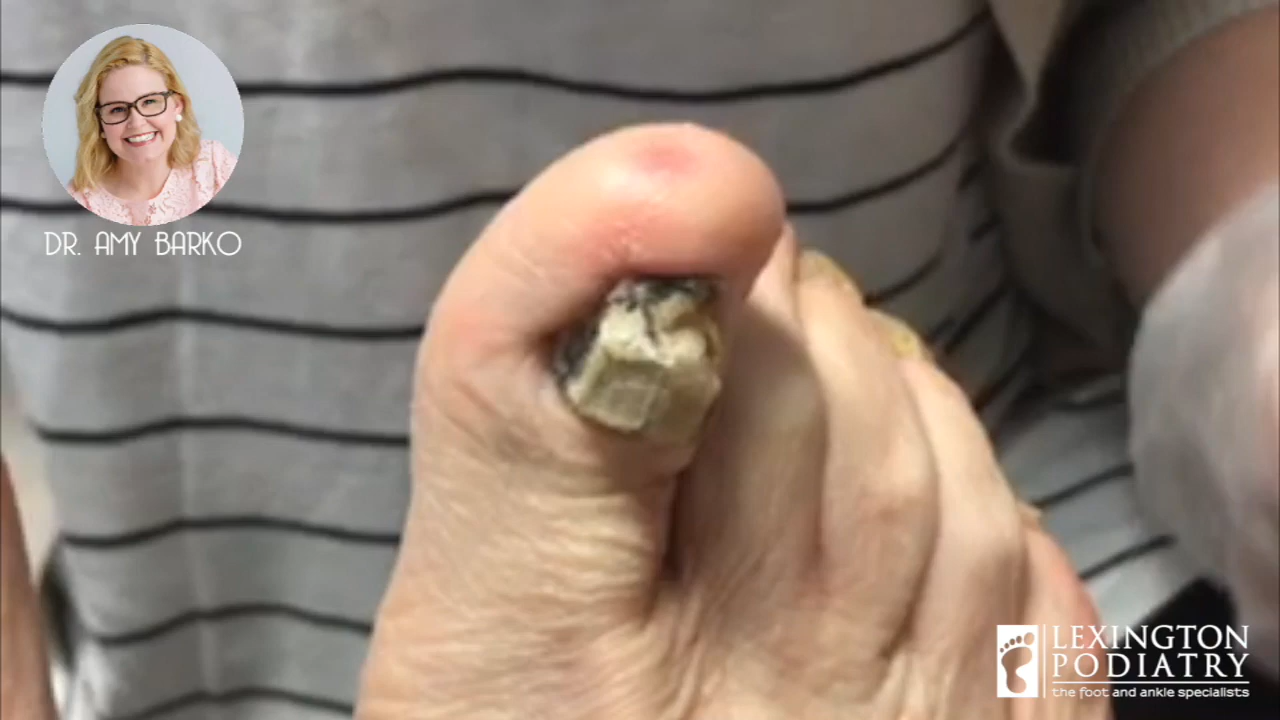 DR. AMY BARKO
LEXINGTON
PODIATRY
the foot and ankle specialists